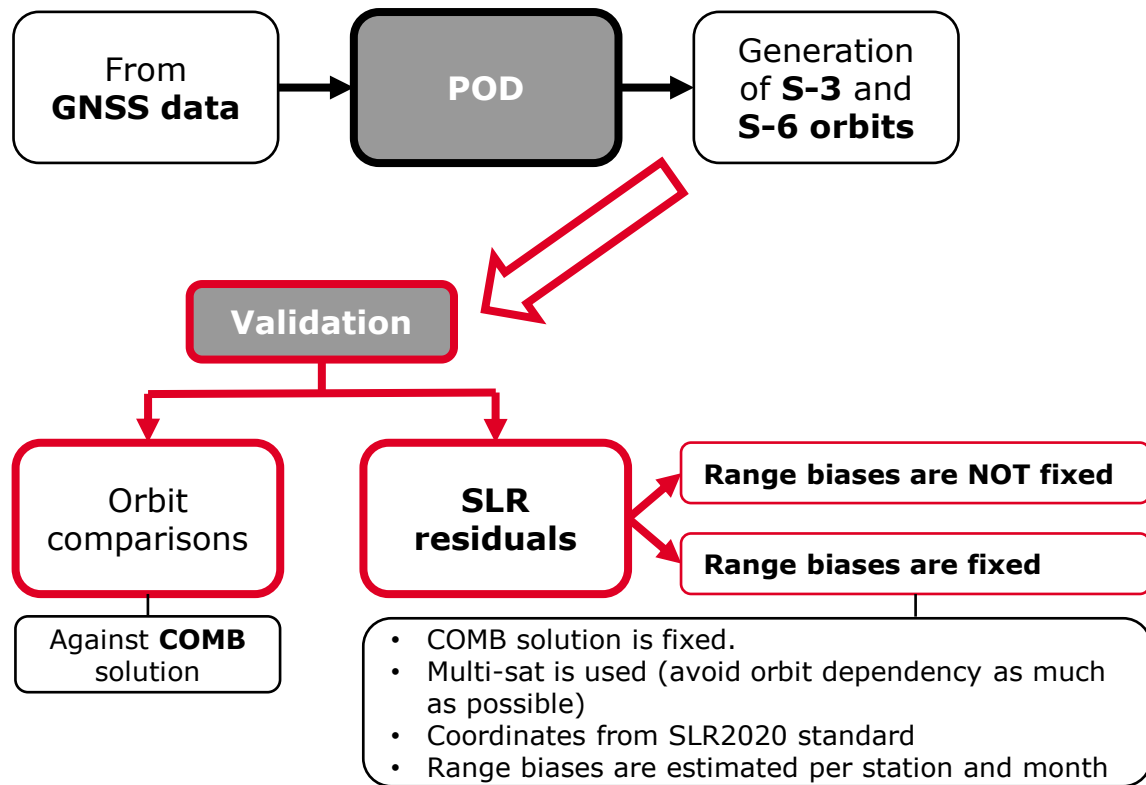 From
GNSS data
POD
Generation
of S-3 and
S-6 orbits
Validation
Orbit
comparisons
SLR
residuals
Range biases are NOT fixed
Range biases are fixed
Against COMB
solution
• COMB solution is fixed.
• Multi-sat is used (avoid orbit dependency as much
as possible)
• Coordinates from SLR2020 standard
• Range biases are estimated per station and month